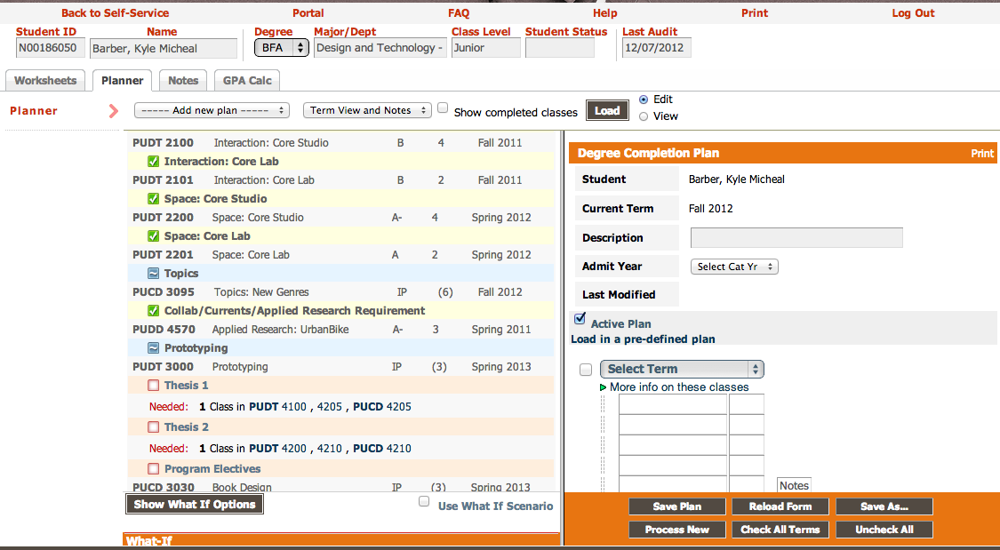 Back to Self-Service Portal FAQ Help Print Log Out
Student ID Name Degree Major/Dept Class Level Student Status Last Audit
N00186050 Barber, Kyle Micheal BFA Design and Technology - Junior 12/07/2012
Worksheets Planner Notes GPA Calc
Planner ----- Add new plan ----- Term View and Notes Show completed classes Load Edit
View
PUDT 2100 Interaction: Core Studio B 4 Fall 2011
Interaction: Core Lab
PUDT 2101 Interaction: Core Lab B 2 Fall 2011
Space: Core Studio
PUDT 2200 Space: Core Studio A- 4 Spring 2012
Space: Core Lab
PUDT 2201 Space: Core Lab A 2 Spring 2012
Topics
PUCD 3095 Topics: New Genres IP (6) Fall 2012
Collab/Currents/Applied Research Requirement
PUDD 4570 Applied Research: UrbanBike A- 3 Spring 2011
Prototyping
PUDT 3000 Prototyping IP (3) Spring 2013
Thesis 1
Needed: 1 Class in PUDT 4100 , 4205 , PUCD 4205
Thesis 2
Needed: 1 Class in PUDT 4200 , 4210 , PUCD 4210
Program Electives
PUCD 3030 Book Design IP (3) Spring 2013
Show What If Options Use What If Scenario
What-If
Degree Completion Plan Print
Student Barber, Kyle Micheal
Current Term Fall 2012
Description
Admit Year Select Cat Yr
Last Modified
Active Plan
Load in a pre-defined plan
Select Term
More info on these classes
Notes
Save Plan Reload Form Save As...
Process New Check All Terms Uncheck All